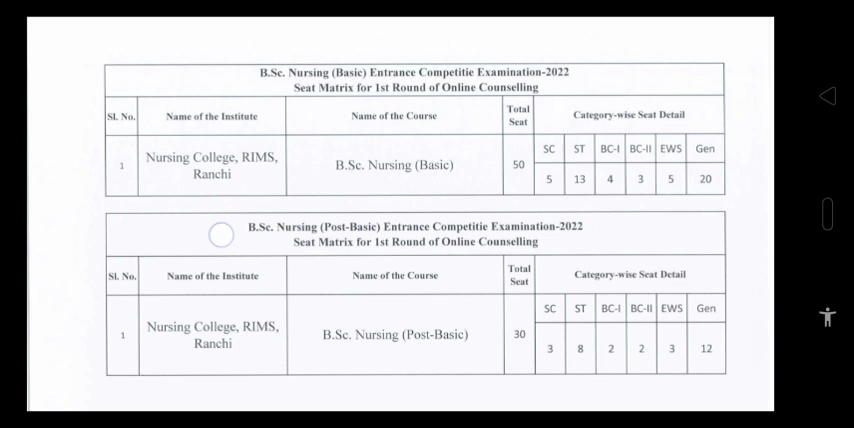 B.Sc. Nursing (Basic) Entrance Competitie Examination-2022
Seat Matrix for 1st Round of Online Counselling
Sl. No. Name of the Institute Name of the Course Total Seat Category-wise Seat Detail
SC ST BC-I BC-II EWS Gen
1 Nursing College, RIMS, Ranchi B.Sc. Nursing (Basic) 50
5 13 4 3 5 20
B.Sc. Nursing (Post-Basic) Entrance Competitie Examination-2022
Seat Matrix for 1st Round of Online Counselling
Sl. No. Name of the Institute Name of the Course Total Seat Category-wise Seat Detail
SC ST BC-I BC-II EWS Gen
1 Nursing College, RIMS, Ranchi B.Sc. Nursing (Post-Basic) 30
3 8 2 2 3 12